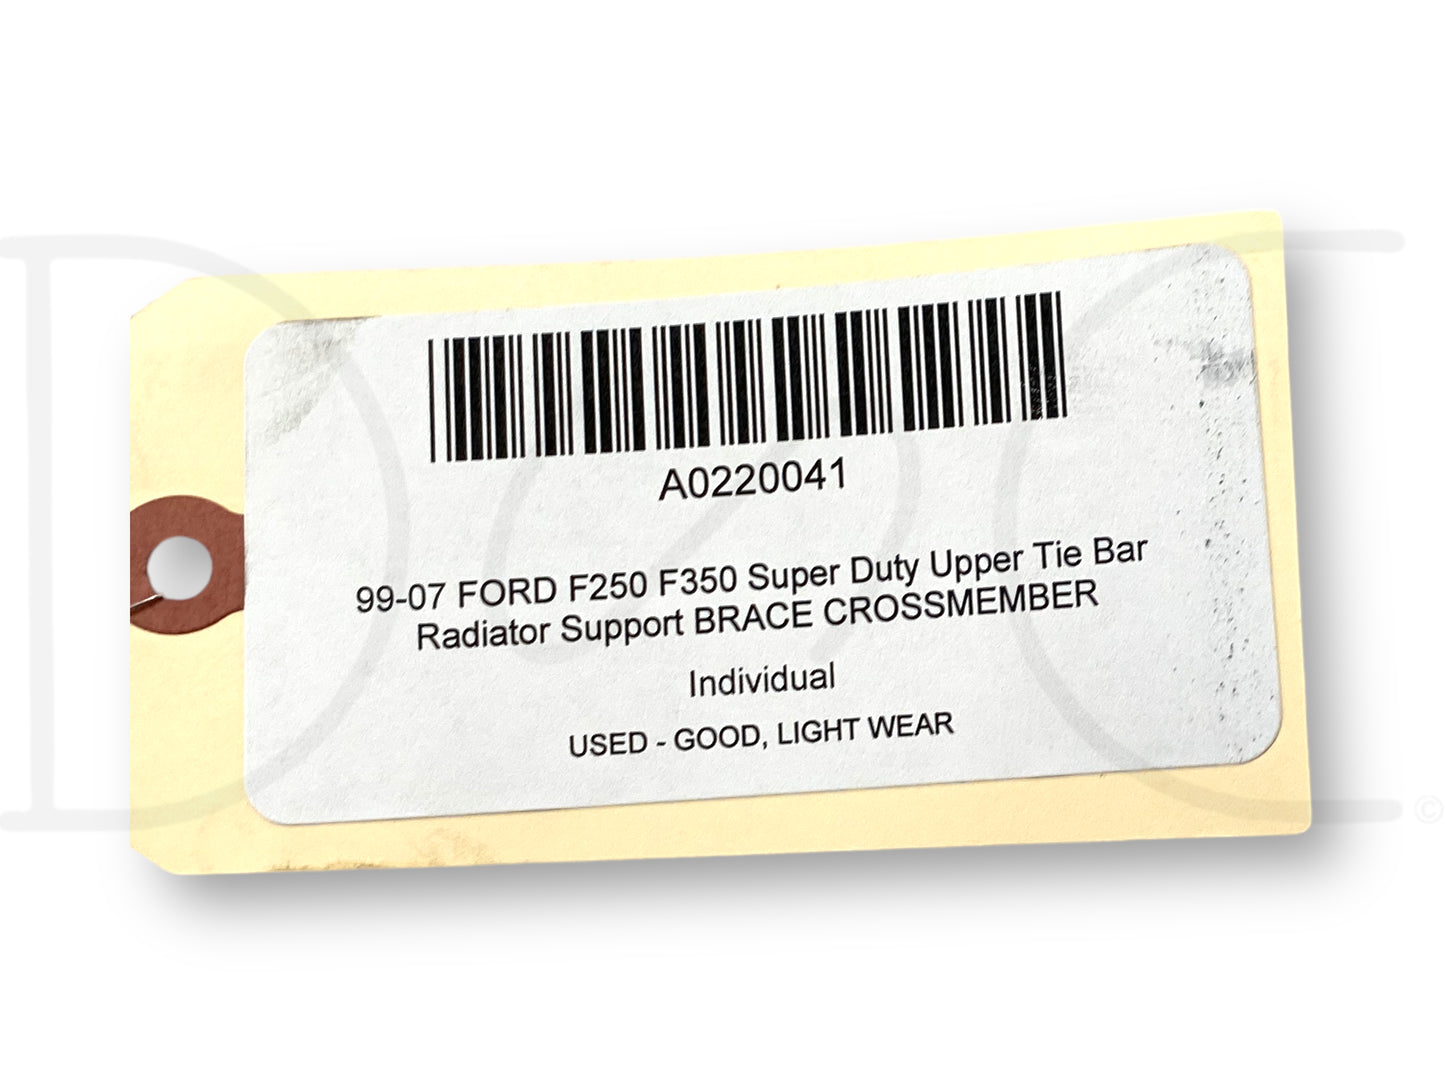 A0220041
99-07 FORD F250 F350 Super Duty Upper Tie Bar
Radiator Support BRACE CROSSMEMBER
Individual
USED - GOOD, LIGHT WEAR